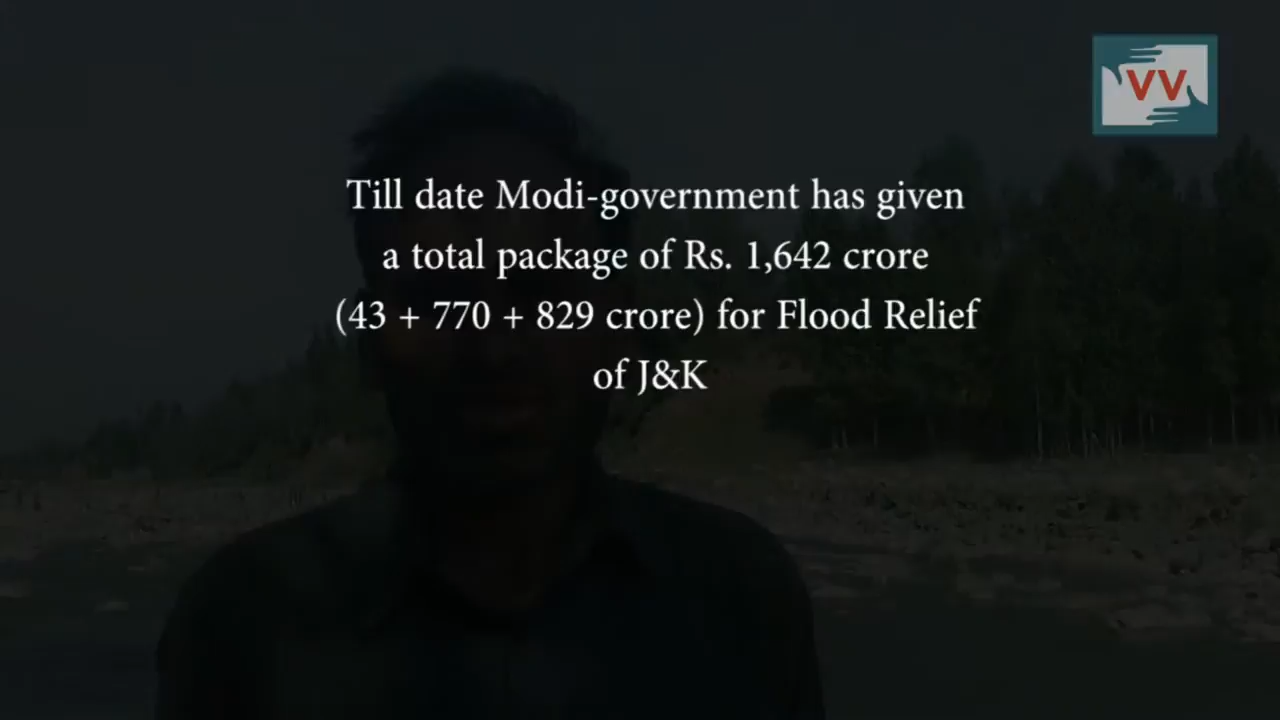 VV
Till date Modi-government has given
a total package of Rs. 1,642 crore
(43 + 770 + 829 crore) for Flood Relief
of J&K